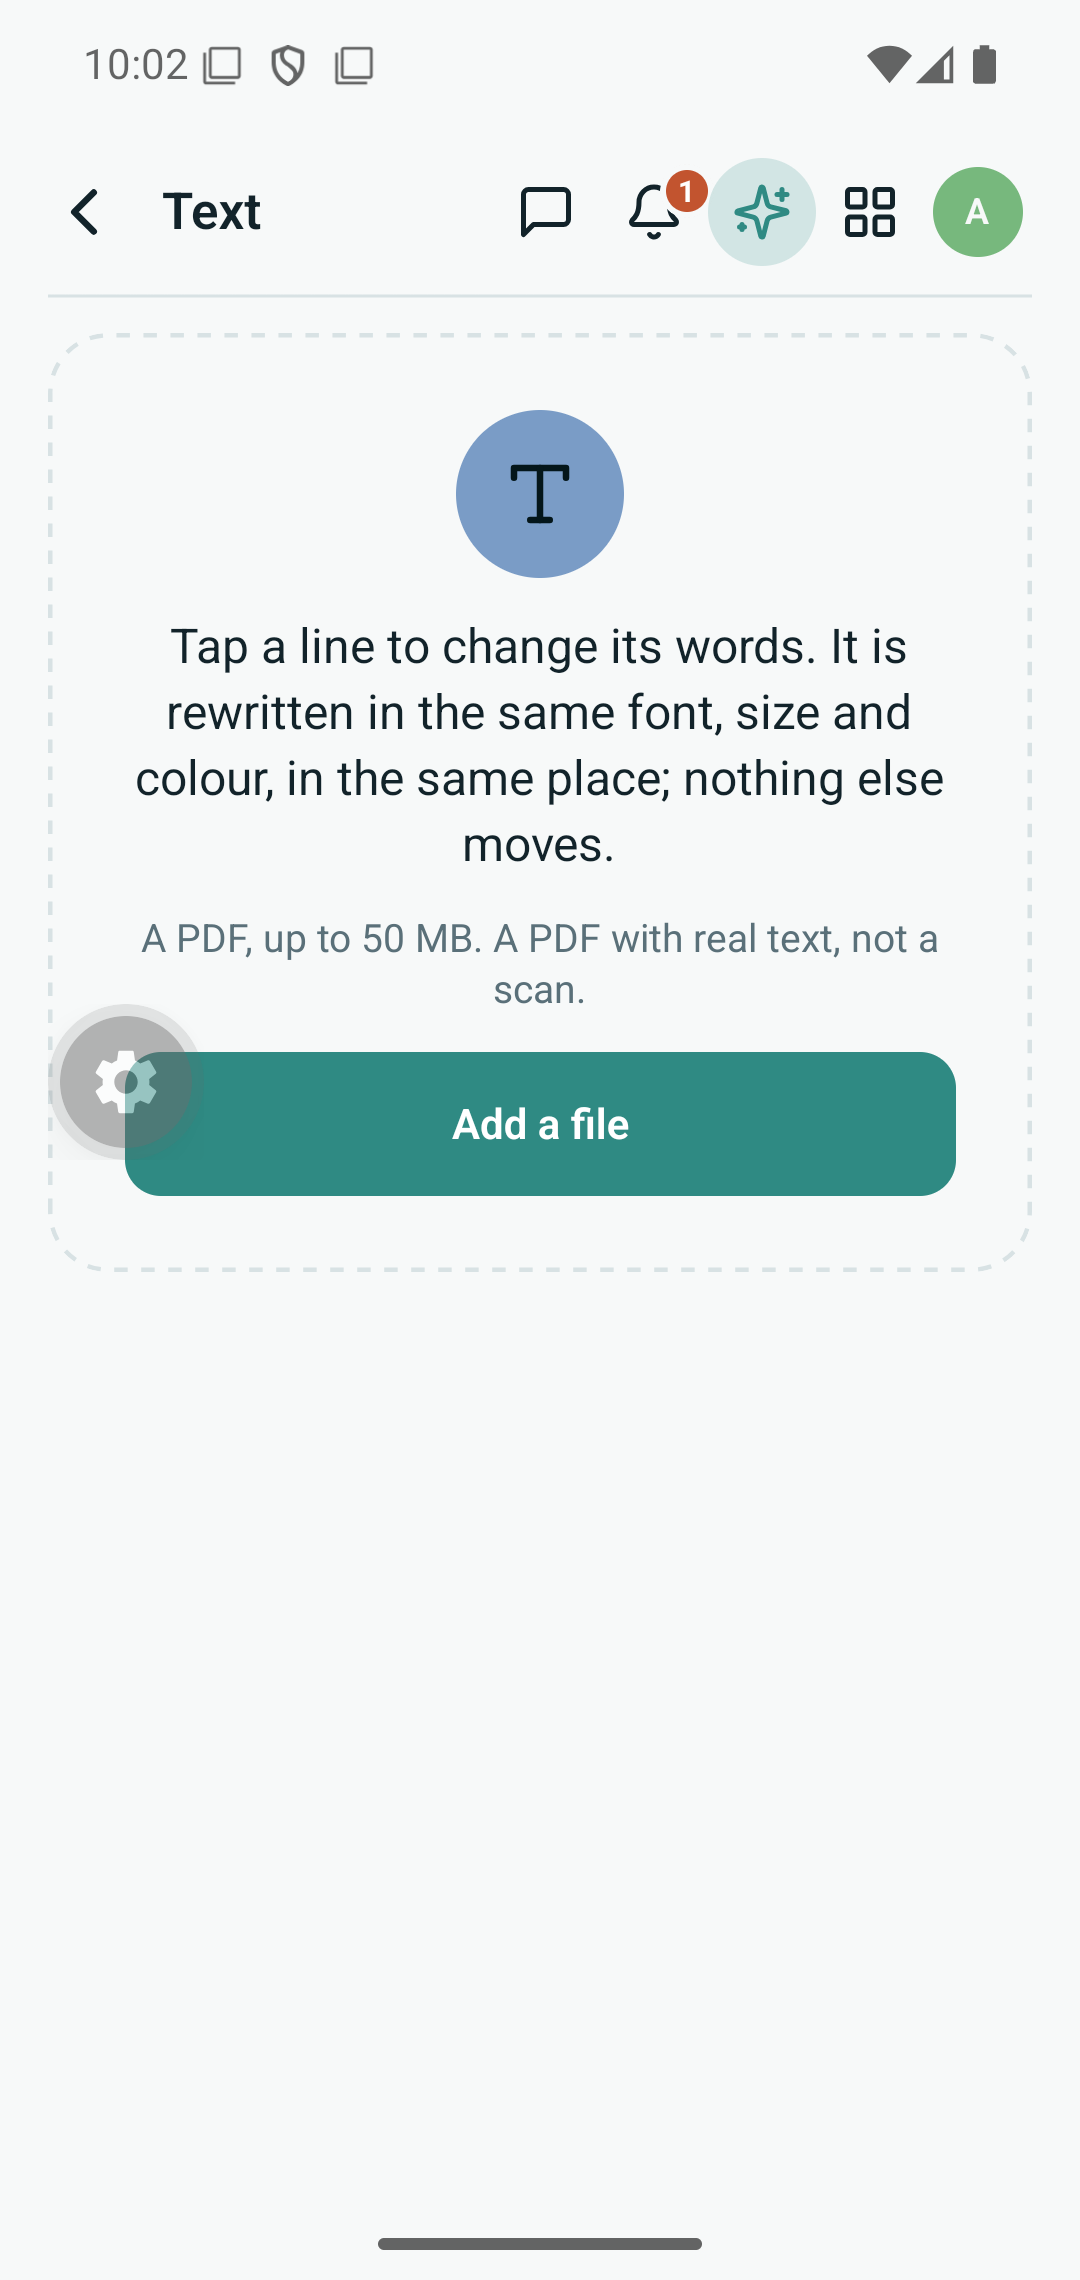 10:02
Text
1
A
T
Tap a line to change its words. It is
rewritten in the same font, size and
colour, in the same place; nothing else
moves.
A PDF, up to 50 MB. A PDF with real text, not a
scan.
Add a file